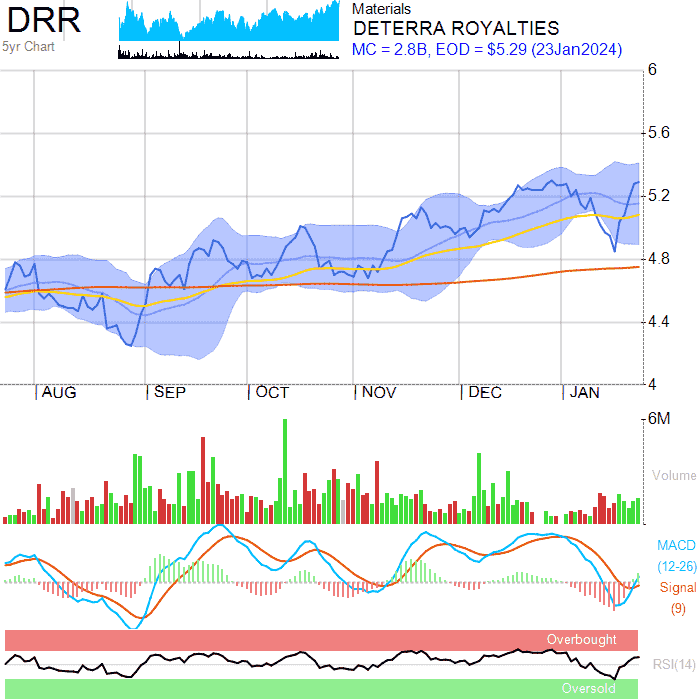 DRR
5yr Chart
Materials
DETERRA ROYALTIES
MC = 2.8B, EOD = $5.29 (23Jan2024)
6
5.6
5.2
4.8
4.4
4
AUG SEP OCT NOV DEC JAN
6M
Volume
MACD
(12-26)
Signal
(9)
Overbought
RSI(14)
Oversold